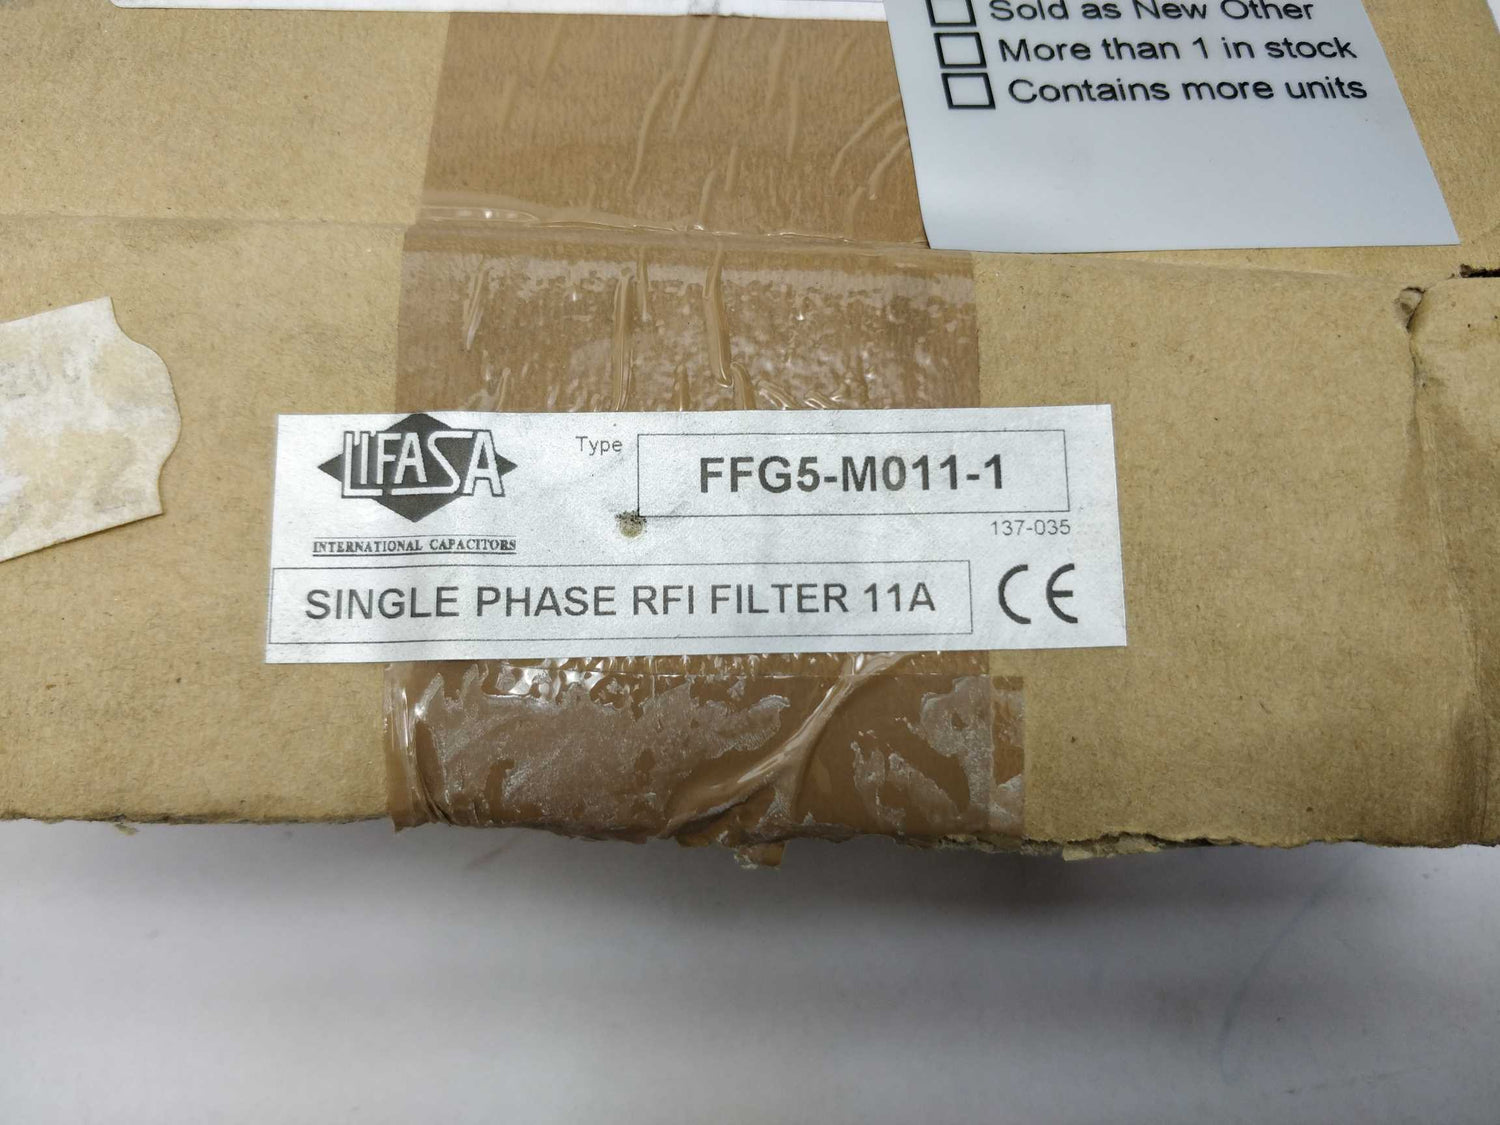 Sold as New Other
More than 1 in stock
Contains more units
LIFASA
INTERNATIONAL CAPACITORS
Type
FFG5-M011-1
137-035
SINGLE PHASE RFI FILTER 11A
CE